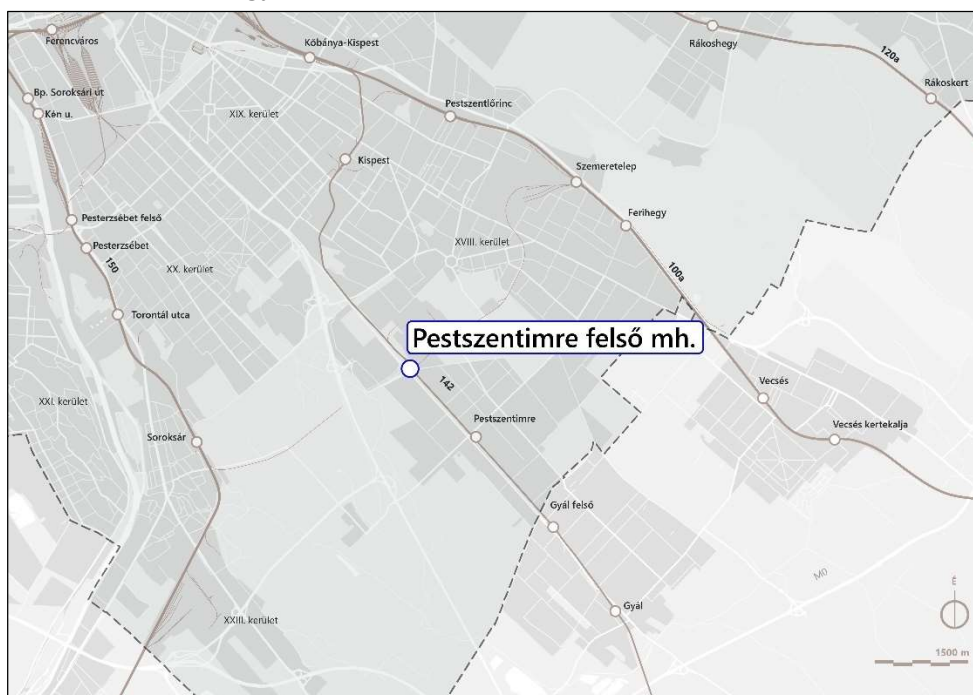 Ferencváros
Kőbánya-Kispest
Rákoshegy
120a
Rákoskert
Bp. Soroksári út
Kén u.
XIX. kerület
Pestszentlőrinc
Kispest
Szemeretelep
Pesterzsébet felső
Ferihegy
Pesterzsébet
XVIII. kerület
XX. kerület
150
100a
Torontál utca
Pestszentimre felső mh.
142
XXI. kerület
Vecsés
Soroksár
Pestszentimre
Vecsés kertekalja
Gyál felső
M0
É
Gyál
XXIII. kerület
1500 m